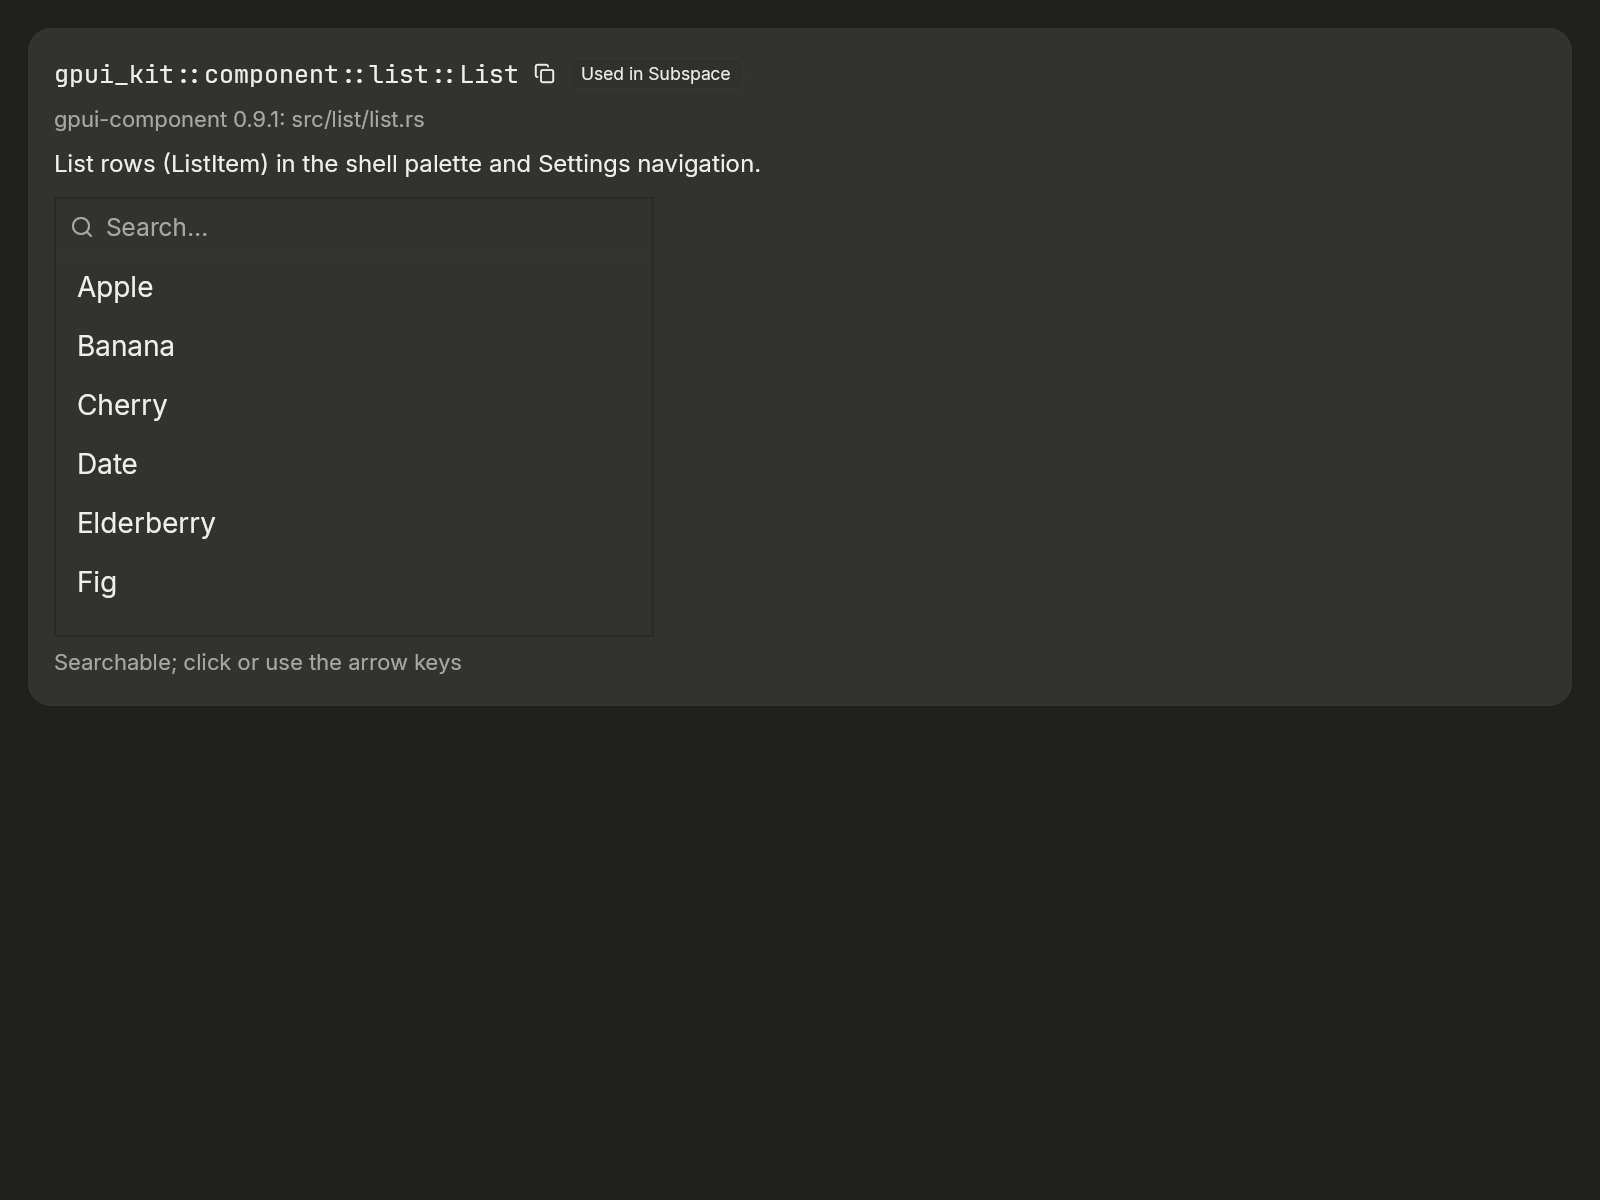 gpui_kit::component::list::List Used in Subspace
gpui-component 0.9.1: src/list/list.rs
List rows (ListItem) in the shell palette and Settings navigation.
Search...
Apple
Banana
Cherry
Date
Elderberry
Fig
Searchable; click or use the arrow keys